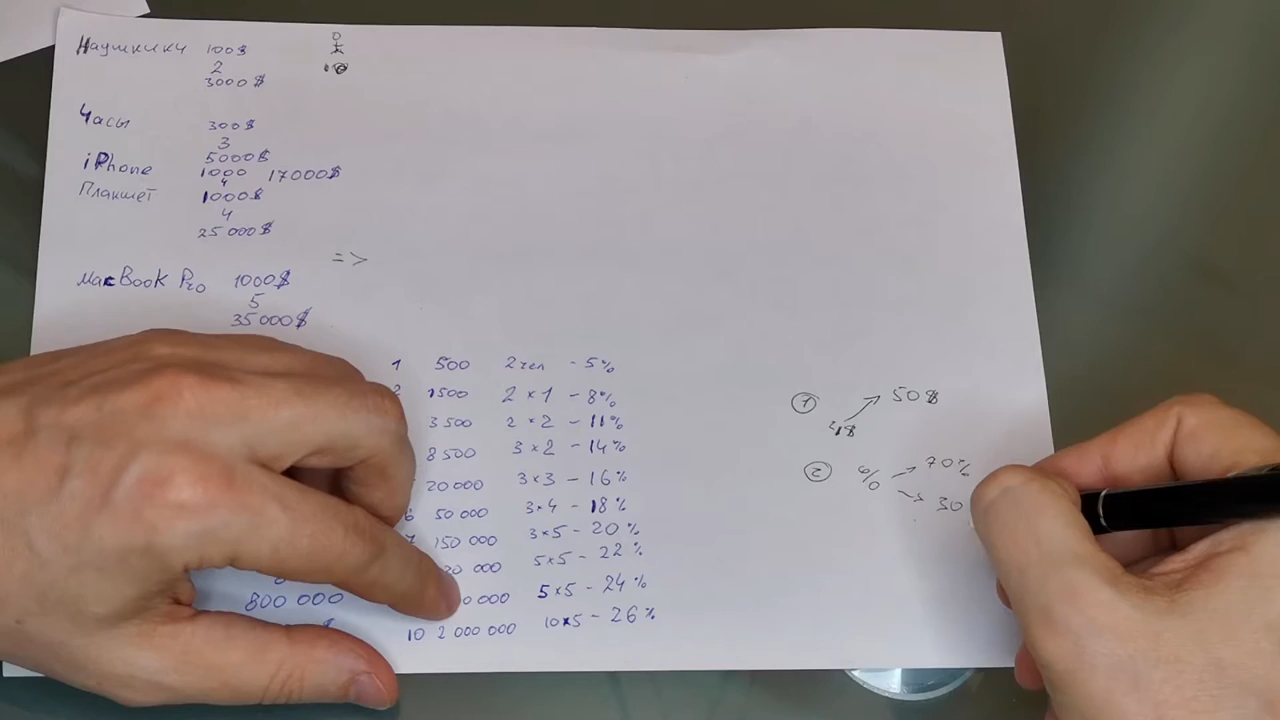 Наушники 100$
2
3000$
Часы 300$
3
5000$
iPhone 1000 17000$
4
Планшет 1000$
4
25 000$
=>
MacBook Pro 1000$
5
35 000$
1 500 2 чел - 5%
2 1500 2 × 1 - 8%
3 500 2 × 2 - 11%
8 500 3 × 2 - 14%
20 000 3 × 3 - 16%
6 50 000 3×4 - 18%
7 150 000 3×5 - 20%
5×5 - 22%
5×5 - 24%
800 000
10 2 000 000 10×5 - 26%
① 50$
② % 70%
30